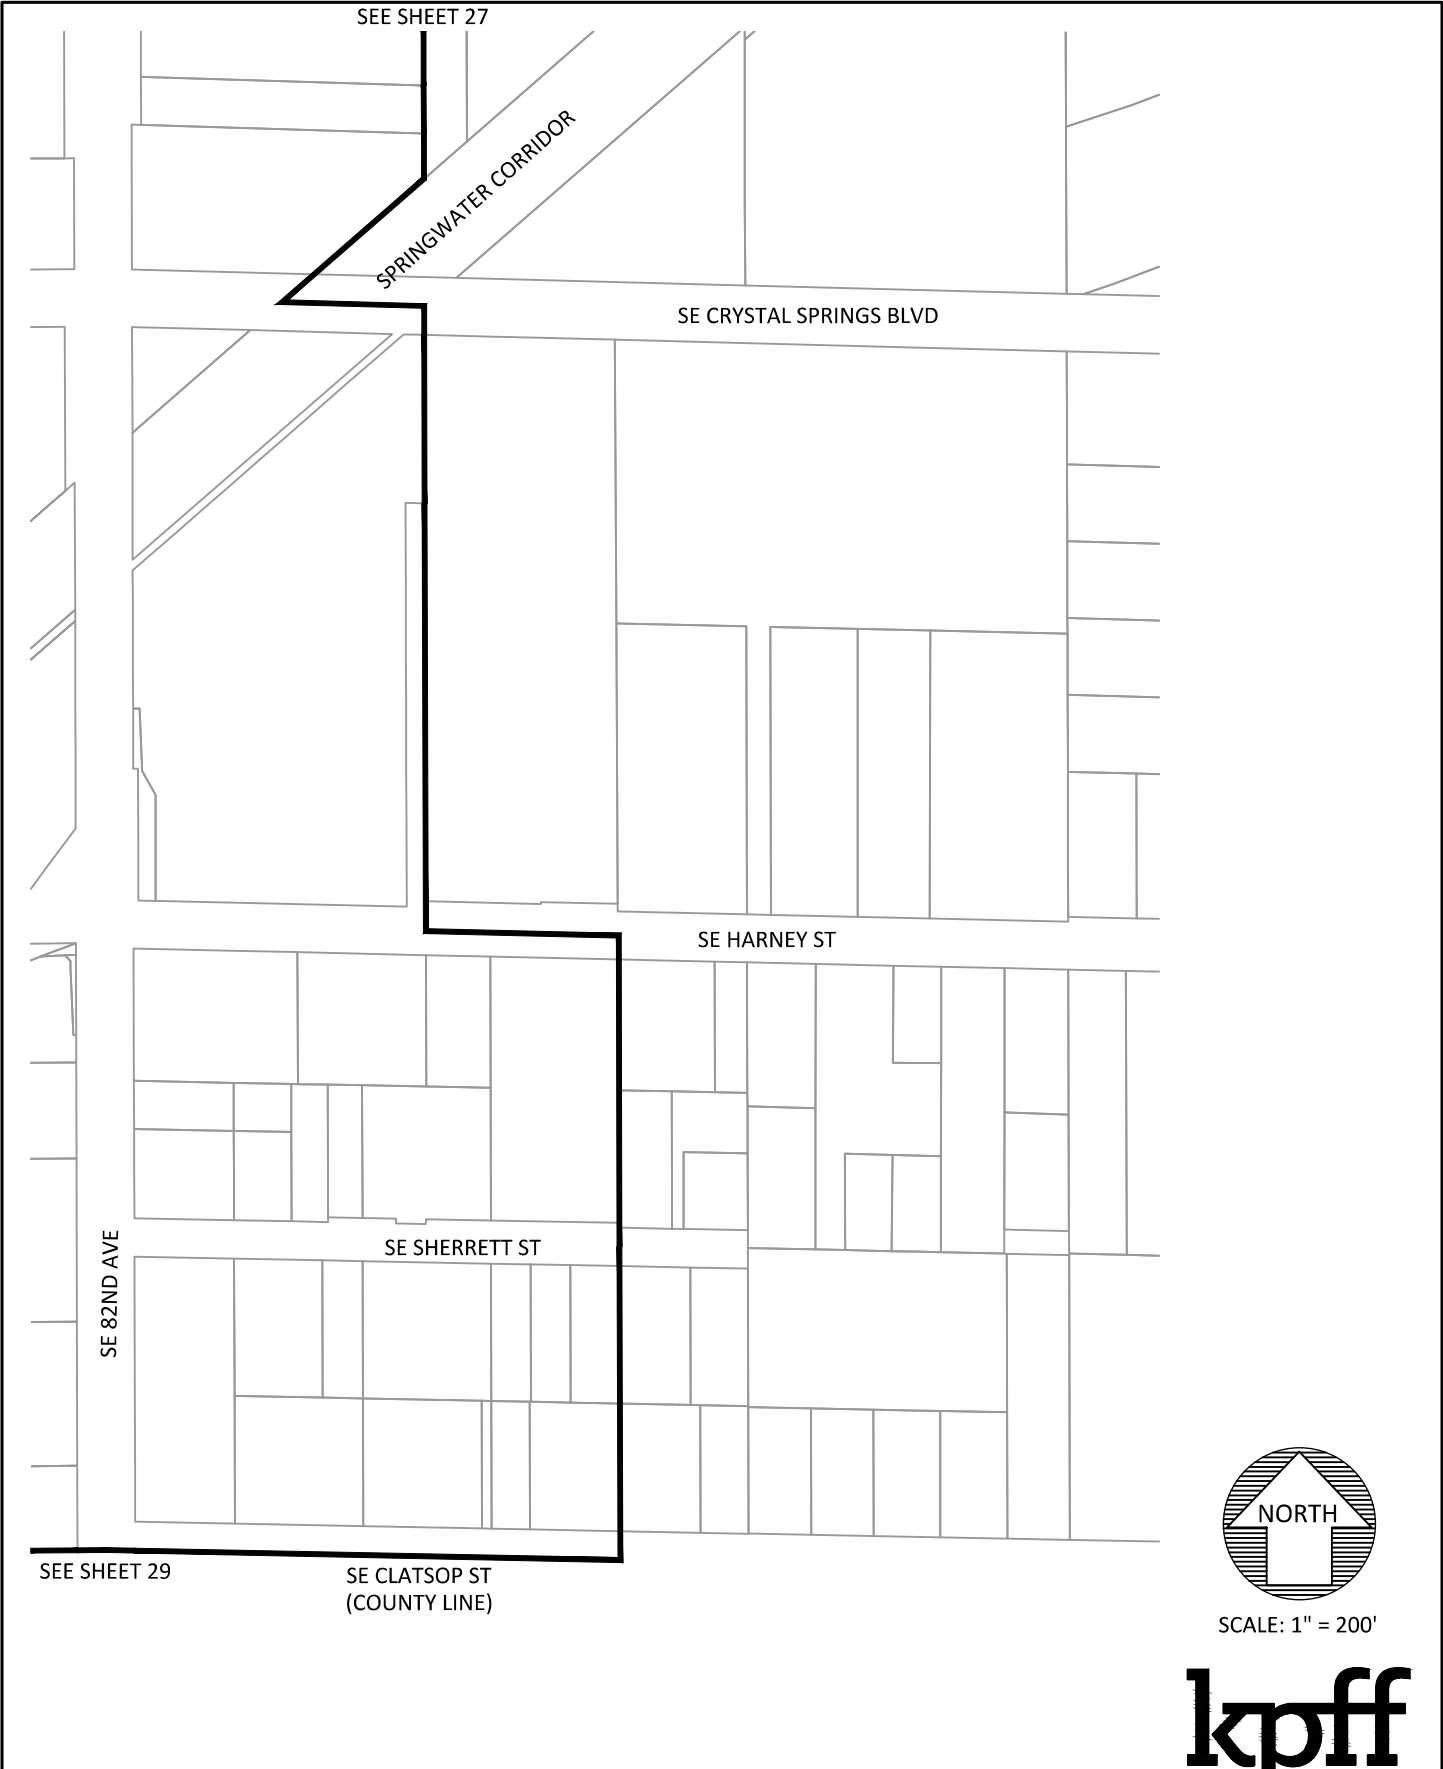 SEE SHEET 27
SPRINGWATER CORRIDOR
SE CRYSTAL SPRINGS BLVD
SE HARNEY ST
SE SHERRETT ST
SE 82ND AVE
NORTH
SEE SHEET 29
SE CLATSOP ST
(COUNTY LINE)
SCALE: 1" = 200'
kpff